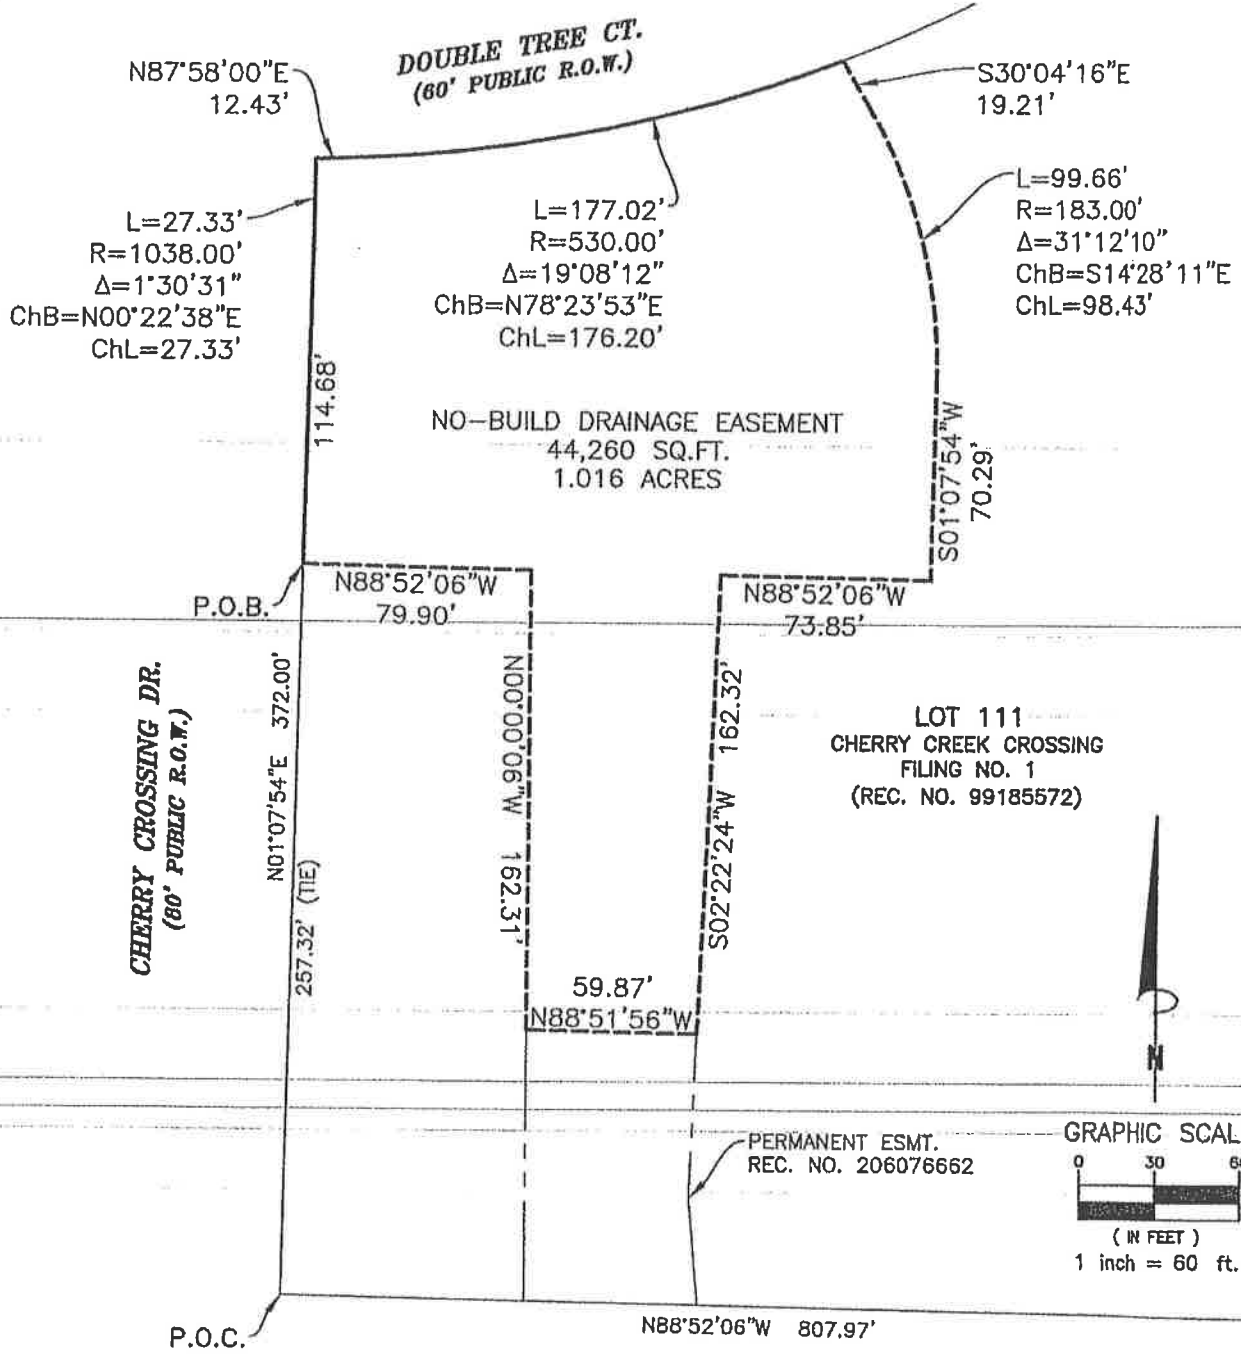 DOUBLE TREE CT.
(60' PUBLIC R.O.W.)
N87°58'00"E
12.43'
S30°04'16"E
19.21'
L=27.33'
R=1038.00'
Δ=1°30'31"
ChB=N00°22'38"E
ChL=27.33'
L=177.02'
R=530.00'
Δ=19°08'12"
ChB=N78°23'53"E
ChL=176.20'
L=99.66'
R=183.00'
Δ=31°12'10"
ChB=S14°28'11"E
ChL=98.43'
114.68'
NO-BUILD DRAINAGE EASEMENT
44,260 SQ.FT.
1.016 ACRES
S01°07'54"W
70.29'
P.O.B.
N88°52'06"W
79.90'
N88°52'06"W
73.85'
CHERRY CROSSING DR.
(80' PUBLIC R.O.W.)
N01°07'54"E 372.00'
257.32' (TIE)
N00°00'06"W 162.31'
S02°22'24"W 162.32'
LOT 111
CHERRY CREEK CROSSING
FILING NO. 1
(REC. NO. 99185572)
59.87'
N88°51'56"W
N
PERMANENT ESMT.
REC. NO. 206076662
GRAPHIC SCAL
0 30 6
( IN FEET )
1 inch = 60 ft.
P.O.C.
N88°52'06"W 807.97'